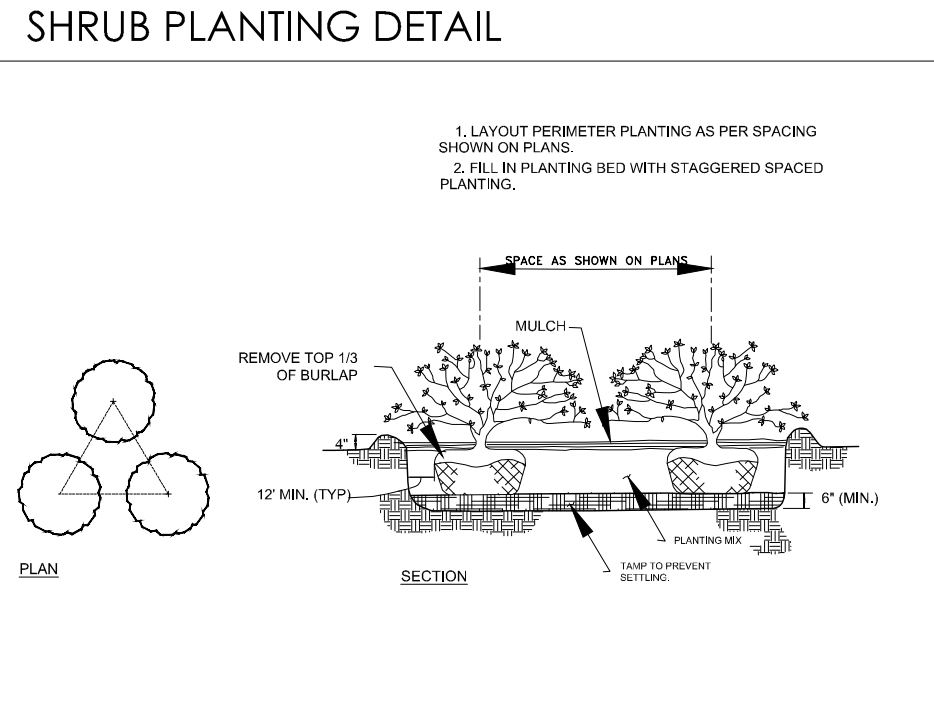 SHRUB PLANTING DETAIL
1. LAYOUT PERIMETER PLANTING AS PER SPACING
SHOWN ON PLANS.
2. FILL IN PLANTING BED WITH STAGGERED SPACED
PLANTING.
SPACE AS SHOWN ON PLANS
MULCH
REMOVE TOP 1/3
OF BURLAP
4"
12' MIN. (TYP)
6" (MIN.)
PLANTING MIX
TAMP TO PREVENT
SETTLING.
PLAN
SECTION